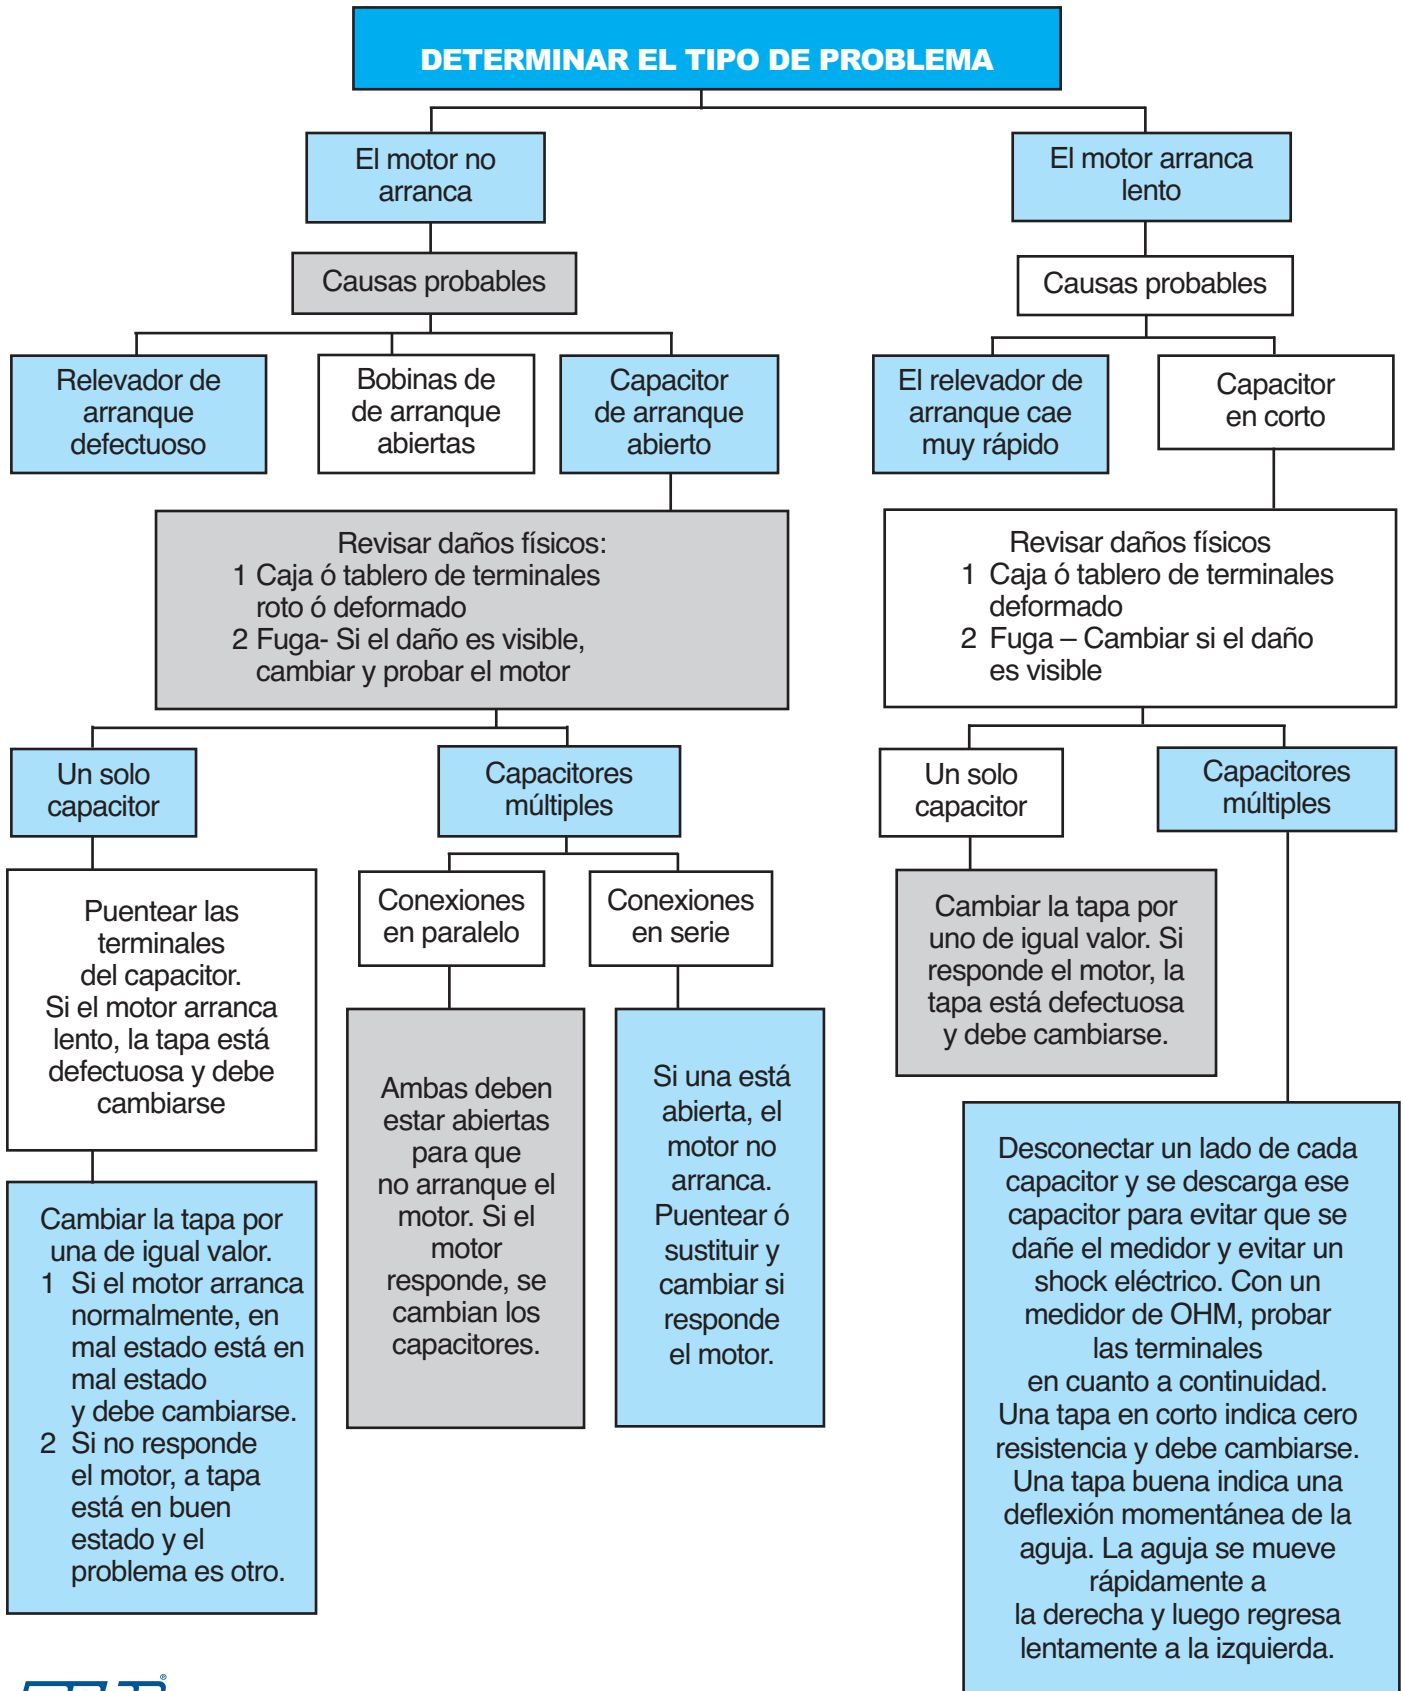 DETERMINAR EL TIPO DE PROBLEMA
El motor no
arranca
El motor arranca
lento
Causas probables
Causas probables
Relevador de
arranque
defectuoso
Bobinas de
de arranque
abiertas
Capacitor
de arranque
abierto
El relevador de
arranque cae
muy rápido
Capacitor
en corto
Revisar daños físicos:
1 Caja ó tablero de terminales
roto ó deformado
2 Fuga- Si el daño es visible,
cambiar y probar el motor
Revisar daños físicos
1 Caja ó tablero de terminales
deformado
2 Fuga – Cambiar si el daño
es visible
Un solo
capacitor
Capacitores
múltiples
Un solo
capacitor
Capacitores
múltiples
Puentear las
terminales
del capacitor.
Si el motor arranca
lento, la tapa está
defectuosa y debe
cambiarse
Conexiones
en paralelo
Conexiones
en serie
Cambiar la tapa por
uno de igual valor. Si
responde el motor, la
tapa está defectuosa
y debe cambiarse.
Cambiar la tapa por
una de igual valor.
1 Si el motor arranca
normalmente, en
mal estado está en
mal estado
y debe cambiarse.
2 Si no responde
el motor, a tapa
está en buen
estado y el
problema es otro.
Ambas deben
estar abiertas
para que
no arranque el
motor. Si el
motor
responde, se
cambian los
capacitores.
Si una está
abierta, el
motor no
arranca.
Puentear ó
sustituir y
cambiar si
responde
el motor.
Desconectar un lado de cada
capacitor y se descarga ese
capacitor para evitar que se
dañe el medidor y evitar un
shock eléctrico. Con un
medidor de OHM, probar
las terminales
en cuanto a continuidad.
Una tapa en corto indica cero
resistencia y debe cambiarse.
Una tapa buena indica una
deflexión momentánea de la
aguja. La aguja se mueve
rápidamente a
la derecha y luego regresa
lentamente a la izquierda.